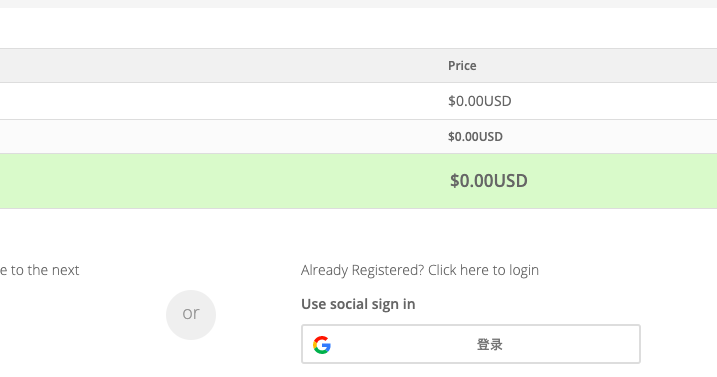 Price
$0.00USD
$0.00USD
$0.00USD
e to the next
or
Already Registered? Click here to login
Use social sign in
登录